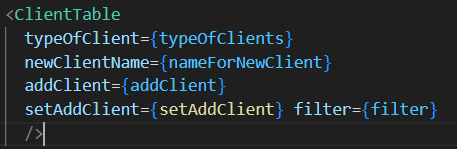 <ClientTable
typeOfClient={typeOfClients}
newClientName={nameForNewClient}
addClient={addClient}
setAddClient={setAddClient} filter={filter}
/>